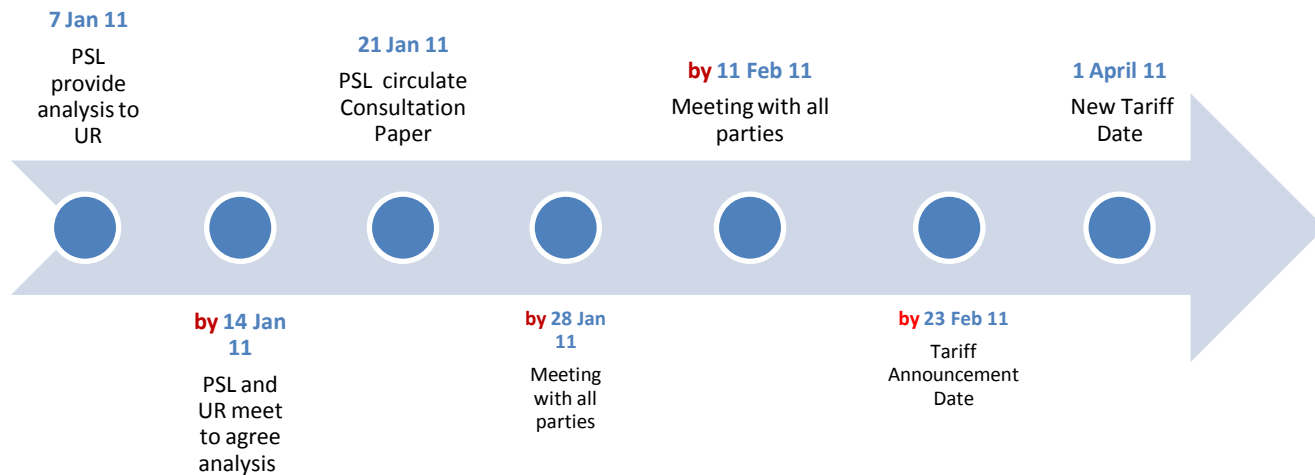 7 Jan 11
PSL
provide
analysis to
UR
by 14 Jan
11
PSL and
UR meet
to agree
analysis
21 Jan 11
PSL circulate
Consultation
Paper
by 28 Jan
11
Meeting
with all
parties
by 11 Feb 11
Meeting with all
parties
by 23 Feb 11
Tariff
Announcement
Date
1 April 11
New Tariff
Date